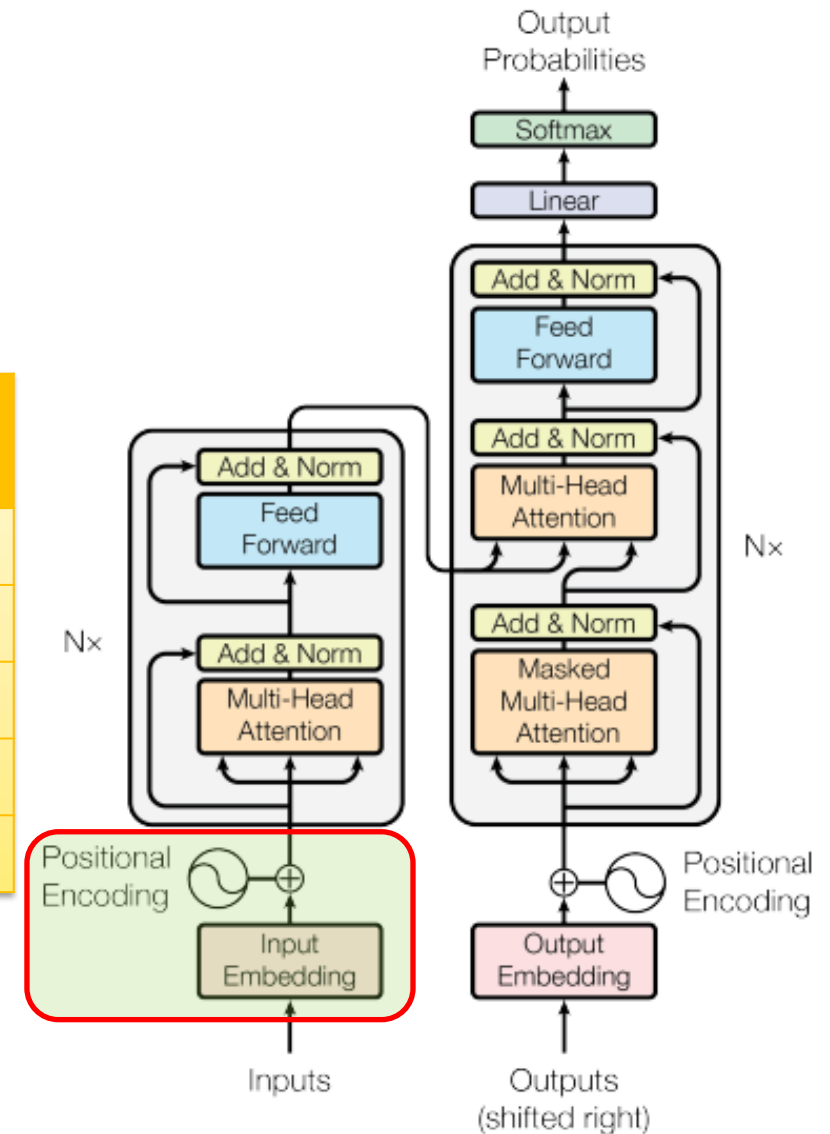 Output
Probabilities
Softmax
Linear
Add & Norm
Feed
Forward
Add & Norm
Multi-Head
Attention
Nx
Add & Norm
Masked
Multi-Head
Attention
Positional
Encoding
Output
Embedding
Outputs
(shifted right)
Add & Norm
Feed
Forward
Nx
Add & Norm
Multi-Head
Attention
Positional
Encoding
Input
Embedding
Inputs